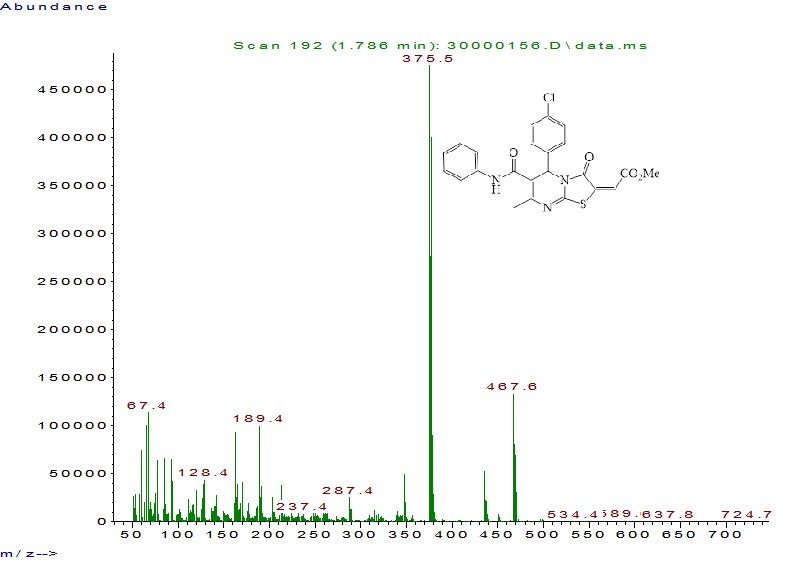 Abundance
Scan 192 (1.786 min): 30000156.D\data.ms
375.5
450000
Cl
400000
O
O
CO₂Me
350000
N
H
N
N
S
300000
250000
200000
150000
467.6
67.4
189.4
100000
128.4
50000
287.4
237.4
534.4
589.
637.8
724.7
0
50 100 150 200 250 300 350 400 450 500 550 600 650 700
m/z-->